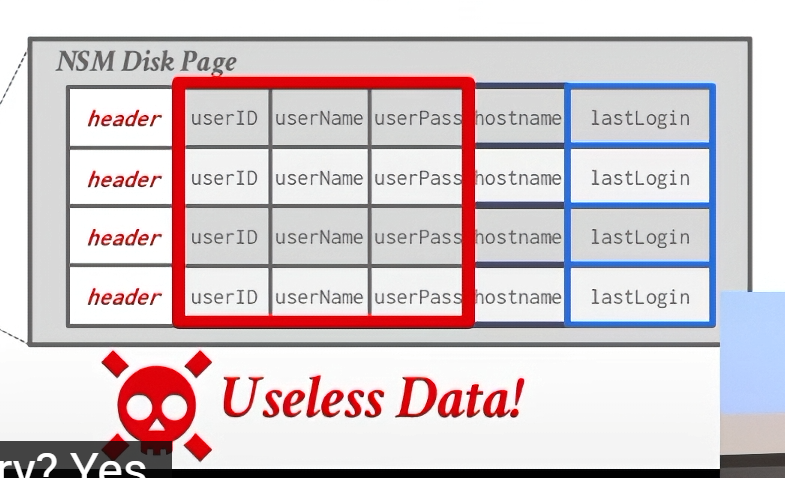 NSM Disk Page
header userID userName userPass hostname lastLogin
header userID userName userPass hostname lastLogin
header userID userName userPass hostname lastLogin
header userID userName userPass hostname lastLogin
Useless Data!
ry? Yes